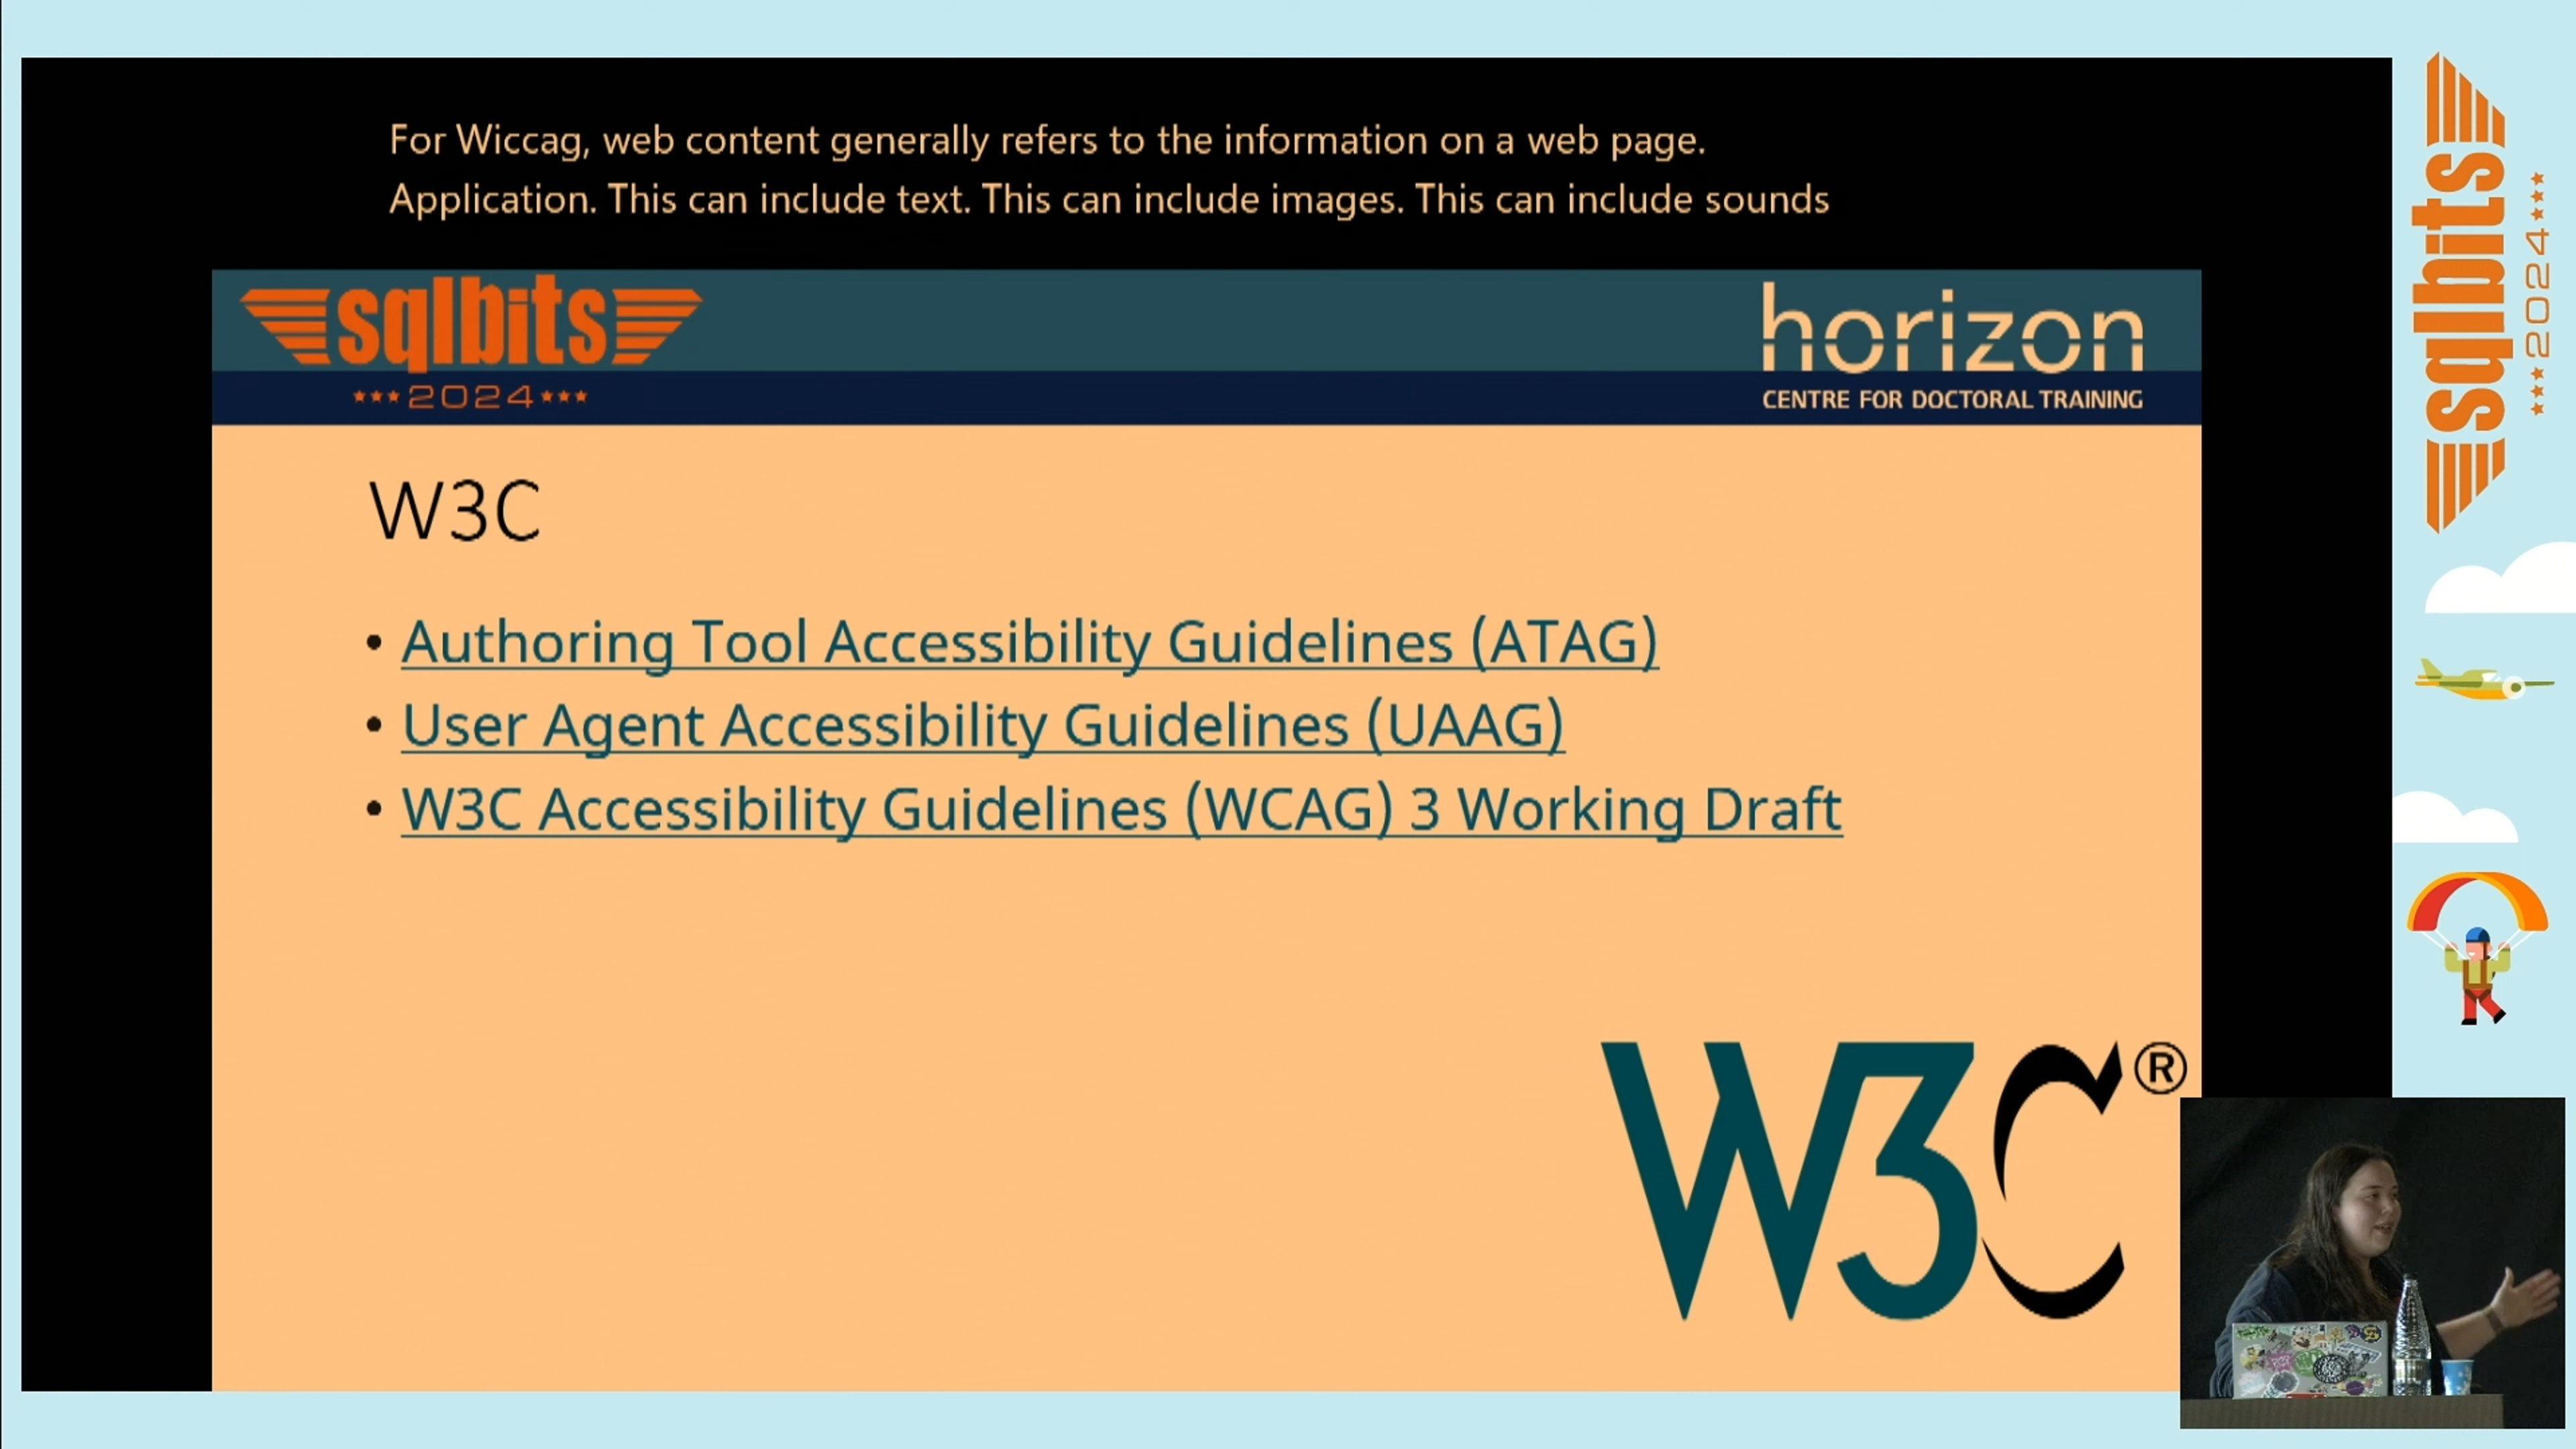 For Wiccag, web content generally refers to the information on a web page.
Application. This can include text. This can include images. This can include sounds
sqlbits
2024
horizon
CENTRE FOR DOCTORAL TRAINING
W3C
• Authoring Tool Accessibility Guidelines (ATAG)
• User Agent Accessibility Guidelines (UAAG)
• W3C Accessibility Guidelines (WCAG) 3 Working Draft
W3C®
sqlbits
2024